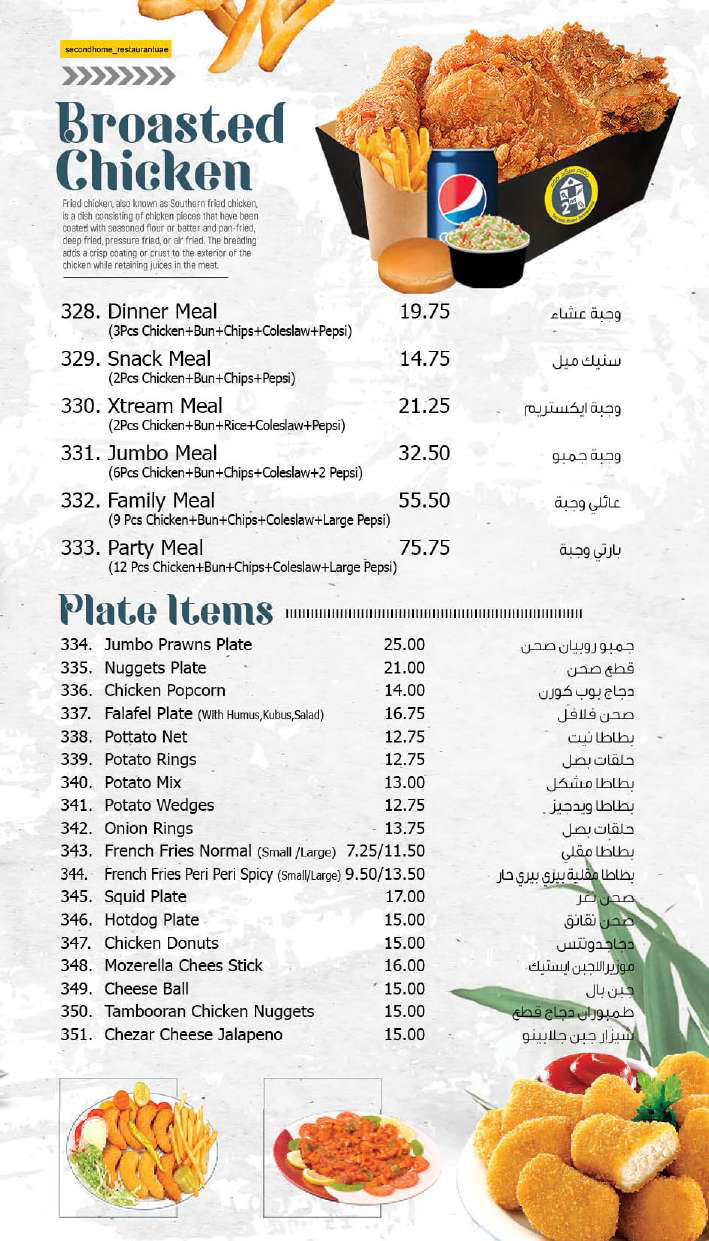 secondhome_restaurantuae
Broasted
Chicken
Fried chicken, also known as Southern fried chicken,
is a dish consisting of chicken pieces that have been
coated with seasoned flour or batter and pan-fried,
deep fried, pressure fried, or air fried. The breading
adds a crisp coating or crust to the exterior of the
chicken while retaining juices in the meat.
328. Dinner Meal 19.75 وجبة عشاء
(3Pcs Chicken+Bun+Chips+Coleslaw+Pepsi)
329. Snack Meal 14.75 سنيك ميل
(2Pcs Chicken+Bun+Chips+Pepsi)
330. Xtream Meal 21.25 وجبة ايكستريم
(2Pcs Chicken+Bun+Rice+Coleslaw+Pepsi)
331. Jumbo Meal 32.50 وجبة جمبو
(6Pcs Chicken+Bun+Chips+Coleslaw+2 Pepsi)
332. Family Meal 55.50 عائلي وجبة
(9 Pcs Chicken+Bun+Chips+Coleslaw+Large Pepsi)
333. Party Meal 75.75 بارتي وجبة
(12 Pcs Chicken+Bun+Chips+Coleslaw+Large Pepsi)
Plate Items
334. Jumbo Prawns Plate 25.00 جمبو روبيان صحن
335. Nuggets Plate 21.00 قطع صحن
336. Chicken Popcorn 14.00 دجاج بوب كورن
337. Falafel Plate (With Humus,Kubus,Salad) 16.75 صحن فلافل
338. Pottato Net 12.75 بطاطا نيت
339. Potato Rings 12.75 حلقات بصل
340. Potato Mix 13.00 بطاطا مشكل
341. Potato Wedges 12.75 بطاطا ويدجيز
342. Onion Rings 13.75 حلقات بصل
343. French Fries Normal (Small /Large) 7.25/11.50 بطاطا مقلي
344. French Fries Peri Peri Spicy (Small/Large) 9.50/13.50 بطاطا مقلية بيزي بيري حار
345. Squid Plate 17.00 صحن
346. Hotdog Plate 15.00 صحن نقانق
347. Chicken Donuts 15.00 دجاجدونتس
348. Mozerella Chees Stick 16.00 موزيراللجبن ايستيك
349. Cheese Ball 15.00 جبن بال
350. Tambooran Chicken Nuggets 15.00 طمبوران دجاج قطع
351. Chezar Cheese Jalapeno 15.00 شيزار جبن جلابينو